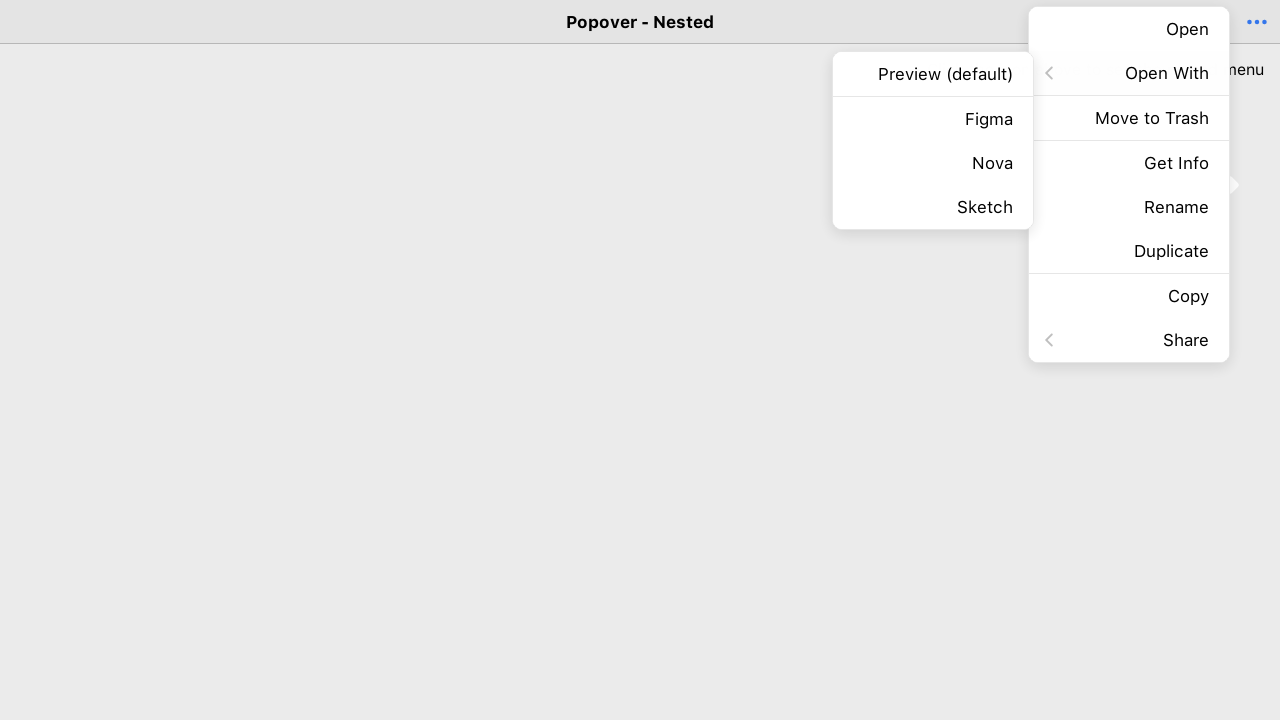 Popover - Nested
Open
Open With
Move to Trash
Get Info
Rename
Duplicate
Copy
Share
Preview (default)
Figma
Nova
Sketch